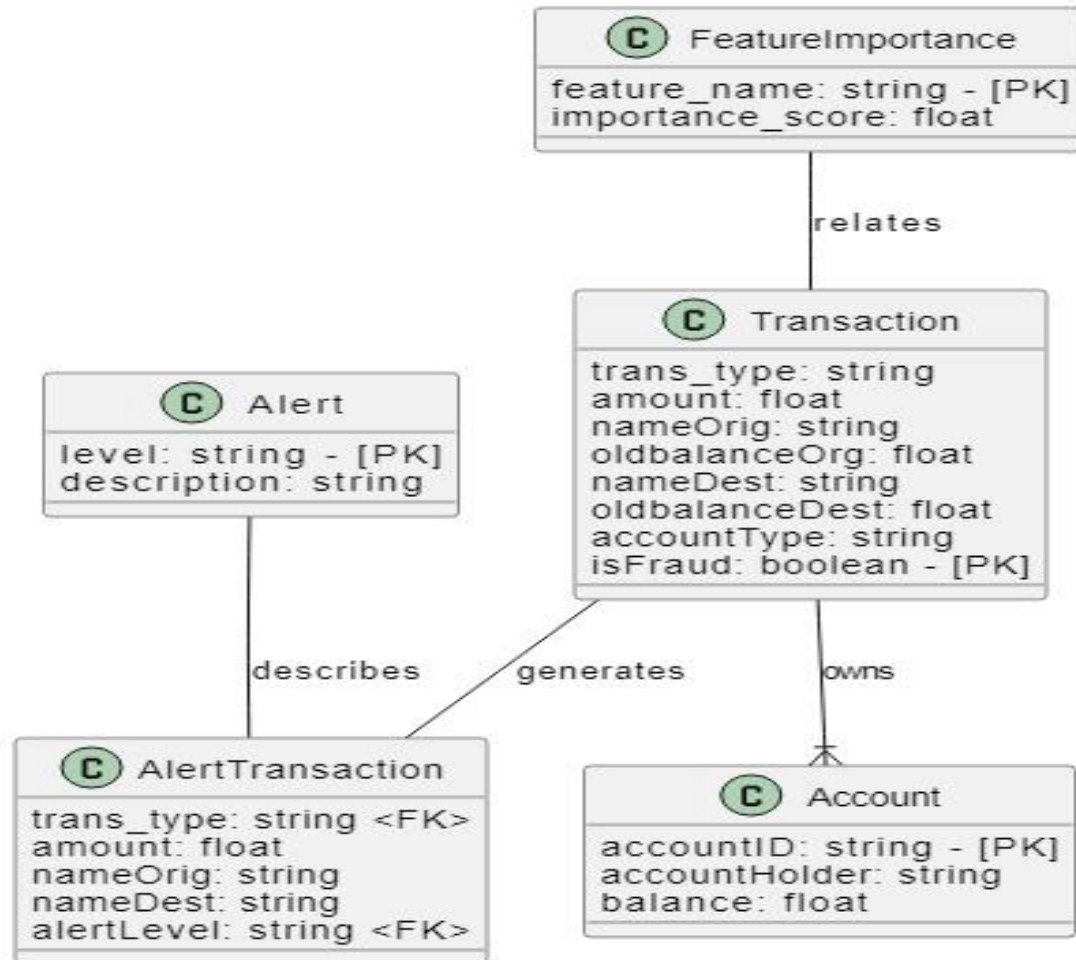 C FeatureImportance
feature_name: string - [PK]
importance_score: float
relates
C Transaction
trans_type: string
amount: float
nameOrig: string
oldbalanceOrg: float
nameDest: string
oldbalanceDest: float
accountType: string
isFraud: boolean - [PK]
C Alert
level: string - [PK]
description: string
describes
generates
owns
C AlertTransaction
trans_type: string <FK>
amount: float
nameOrig: string
nameDest: string
alertLevel: string <FK>
C Account
accountID: string - [PK]
accountHolder: string
balance: float